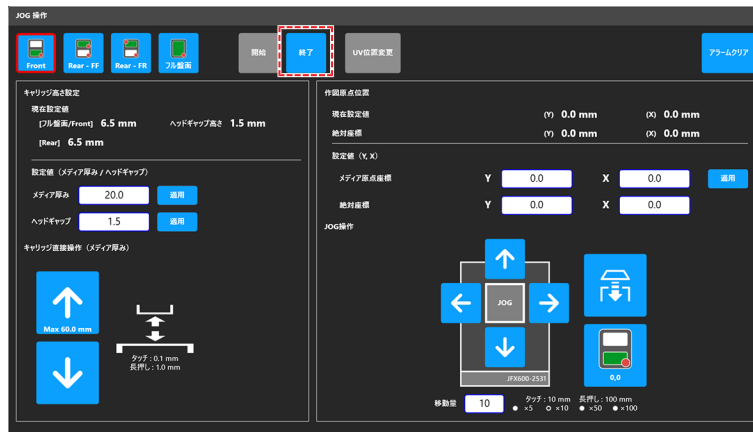 JOG 操作
Front
Rear - FF
Rear - FR
フル盤面
開始
終了
UV位置変更
アラームクリア
キャリッジ高さ設定
現在設定値
[フル盤面/Front] 6.5 mm ヘッドギャップ高さ 1.5 mm
[Rear] 6.5 mm
設定値（メディア厚み / ヘッドギャップ）
メディア厚み 20.0 適用
ヘッドギャップ 1.5 適用
キャリッジ直接操作（メディア厚み）
Max 60.0 mm
タッチ : 0.1 mm
長押し : 1.0 mm
作図原点位置
現在設定値 (Y) 0.0 mm (X) 0.0 mm
絶対座標 (Y) 0.0 mm (X) 0.0 mm
設定値（Y, X）
メディア原点座標 Y 0.0 X 0.0 適用
絶対座標 Y 0.0 X 0.0
JOG操作
JOG
JFX600-2531
0,0
移動量 10 タッチ : 10 mm 長押し : 100 mm
×5 ×10 ×50 ×100